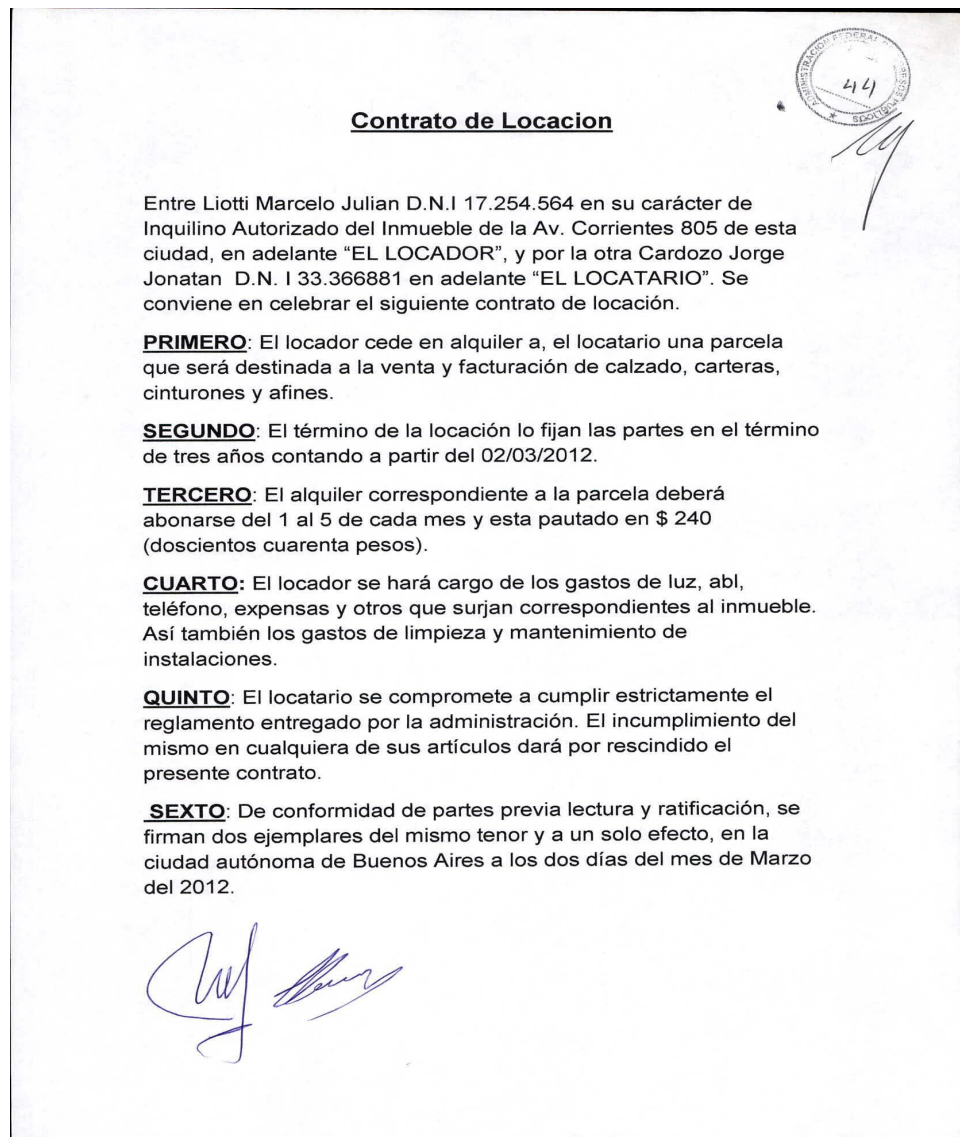 ADMINISTRACION FEDERAL DE INGRESOS PUBLICOS
44
Contrato de Locacion
Entre Liotti Marcelo Julian D.N.I 17.254.564 en su carácter de
Inquilino Autorizado del Inmueble de la Av. Corrientes 805 de esta
ciudad, en adelante “EL LOCADOR”, y por la otra Cardozo Jorge
Jonatan D.N. I 33.366881 en adelante “EL LOCATARIO”. Se
conviene en celebrar el siguiente contrato de locación.
PRIMERO: El locador cede en alquiler a, el locatario una parcela
que será destinada a la venta y facturación de calzado, carteras,
cinturones y afines.
SEGUNDO: El término de la locación lo fijan las partes en el término
de tres años contando a partir del 02/03/2012.
TERCERO: El alquiler correspondiente a la parcela deberá
abonarse del 1 al 5 de cada mes y esta pautado en $ 240
(doscientos cuarenta pesos).
CUARTO: El locador se hará cargo de los gastos de luz, abl,
teléfono, expensas y otros que surjan correspondientes al inmueble.
Así también los gastos de limpieza y mantenimiento de
instalaciones.
QUINTO: El locatario se compromete a cumplir estrictamente el
reglamento entregado por la administración. El incumplimiento del
mismo en cualquiera de sus artículos dará por rescindido el
presente contrato.
SEXTO: De conformidad de partes previa lectura y ratificación, se
firman dos ejemplares del mismo tenor y a un solo efecto, en la
ciudad autónoma de Buenos Aires a los dos días del mes de Marzo
del 2012.